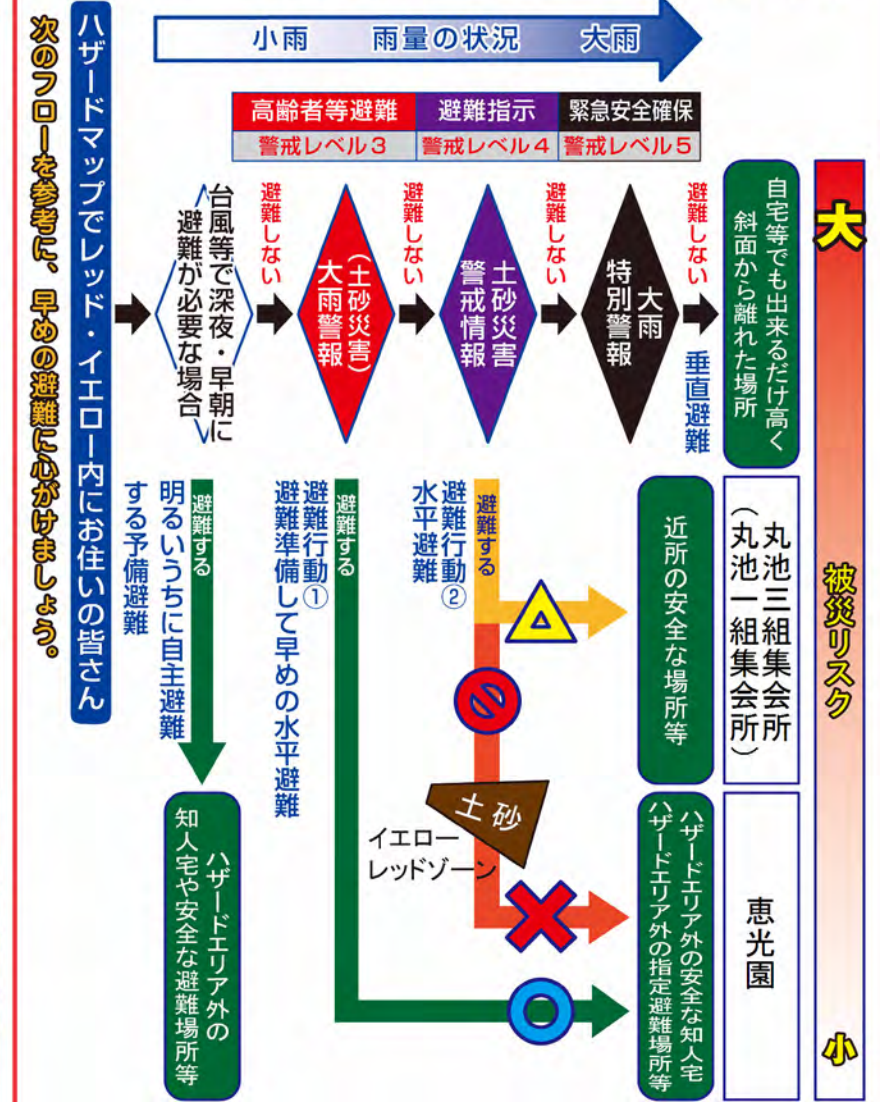 次のフローを参考に、早めの避難に心がけましょう。
ハザードマップでレッド・イエロー内にお住いの皆さん
小雨 雨量の状況 大雨
高齢者等避難 避難指示 緊急安全確保
警戒レベル3 警戒レベル4 警戒レベル5
台風等で深夜・早朝に
避難が必要な場合
避難しない
(土砂災害)
大雨警報
避難しない
土砂災害
警戒情報
避難しない
大雨
特別警報
避難しない
垂直避難
自宅等でも出来るだけ高く
斜面から離れた場所
避難する
明るいうちに自主避難
する予備避難
ハザードエリア外の
知人宅や安全な避難場所等
避難する
避難行動①
避難準備して早めの水平避難
避難する
避難行動②
水平避難
土砂
イエロー
レッドゾーン
近所の安全な場所等
丸池三組集会所
(丸池一組集会所)
ハザードエリア外の安全な知人宅
ハザードエリア外の指定避難場所等
恵光園
大
被災リスク
小